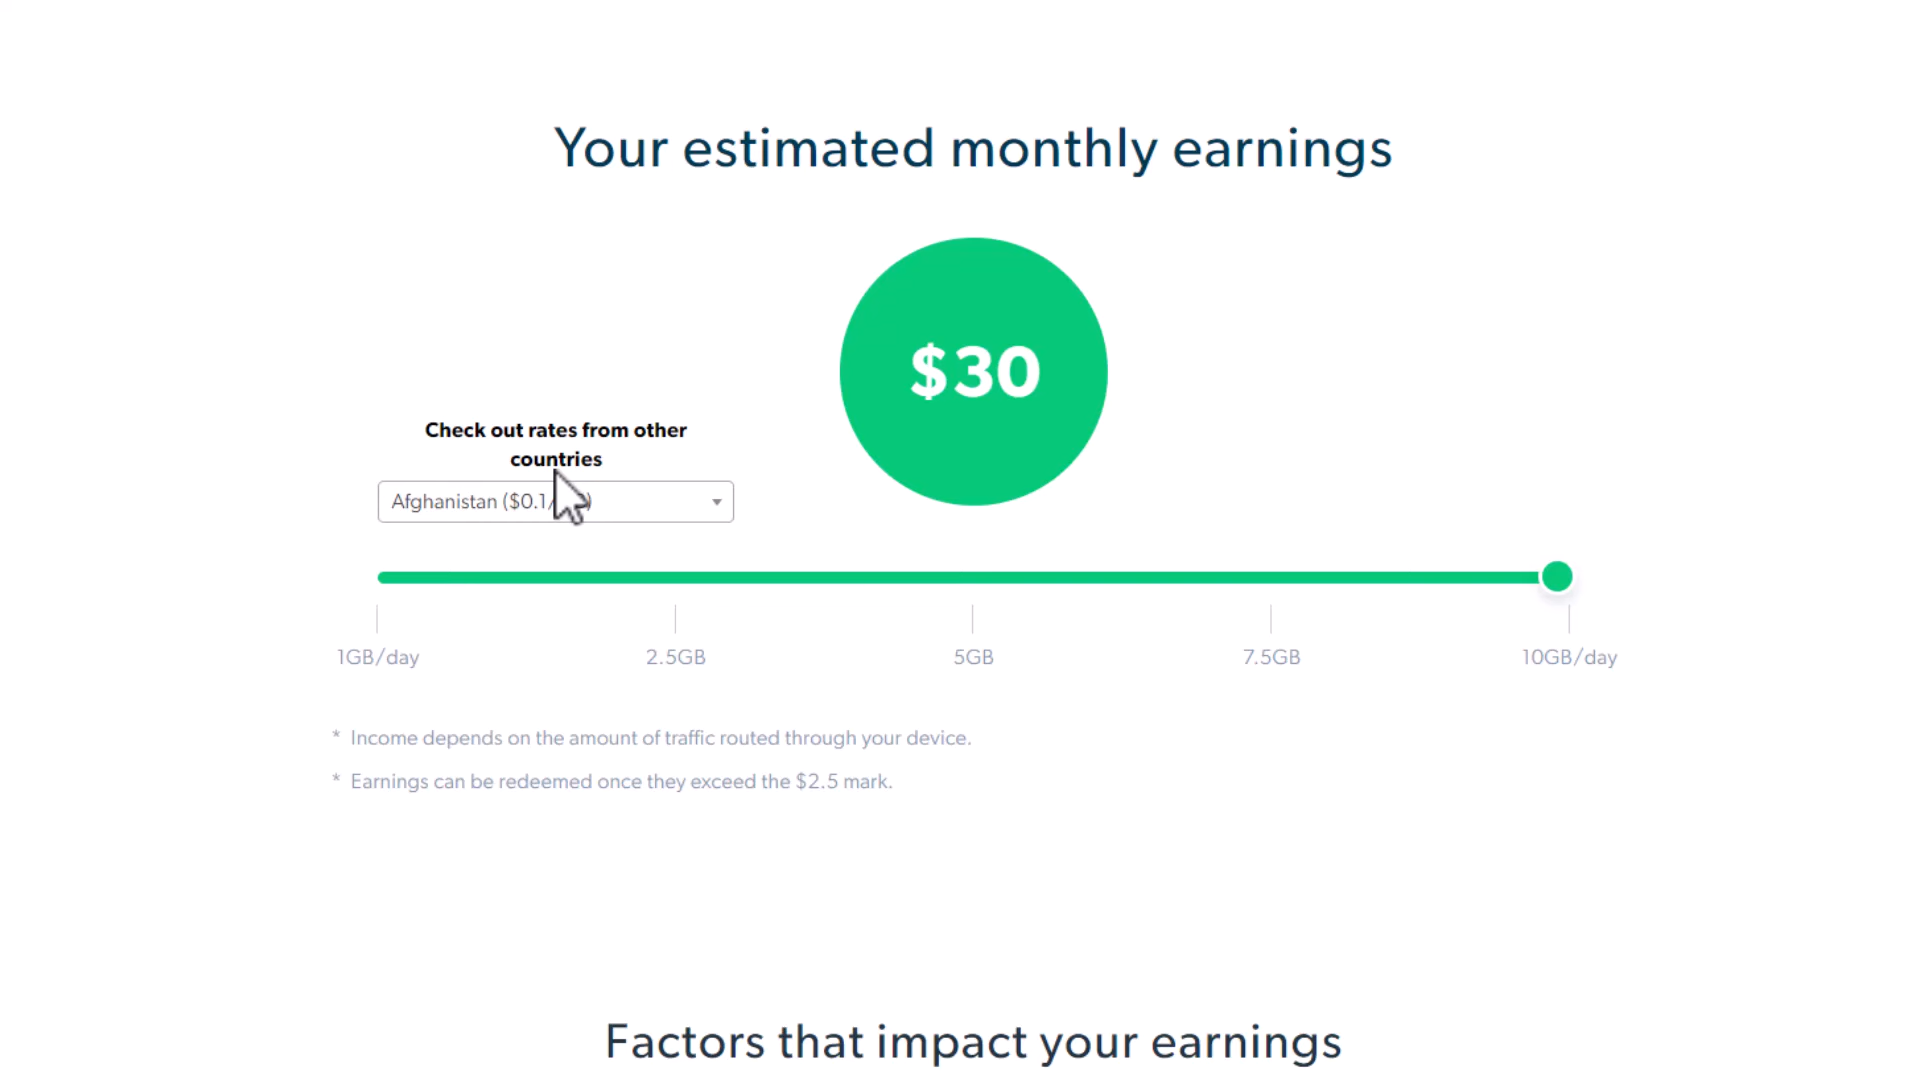 Your estimated monthly earnings
$30
Check out rates from other
countries
Afghanistan ($0.1/
1GB/day
2.5GB
5GB
7.5GB
10GB/day
* Income depends on the amount of traffic routed through your device.
* Earnings can be redeemed once they exceed the $2.5 mark.
Factors that impact your earnings